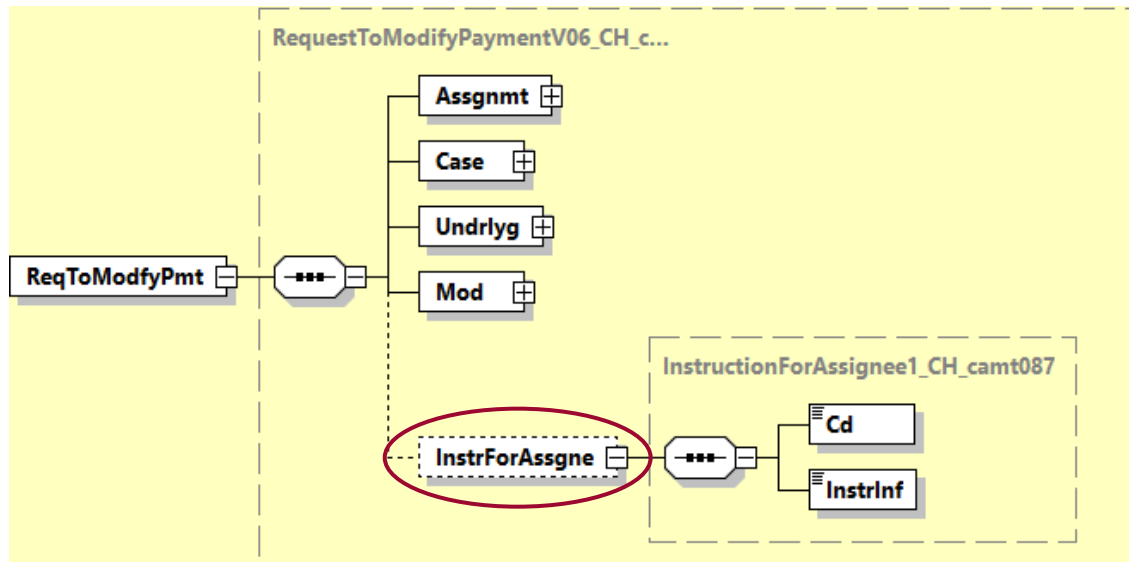 RequestToModifyPaymentV06_CH_c...
Assgnmt
Case
Undrlyg
ReqToModfyPmt
Mod
InstructionForAssignee1_CH_camt087
Cd
InstrForAssgne
InstrInf